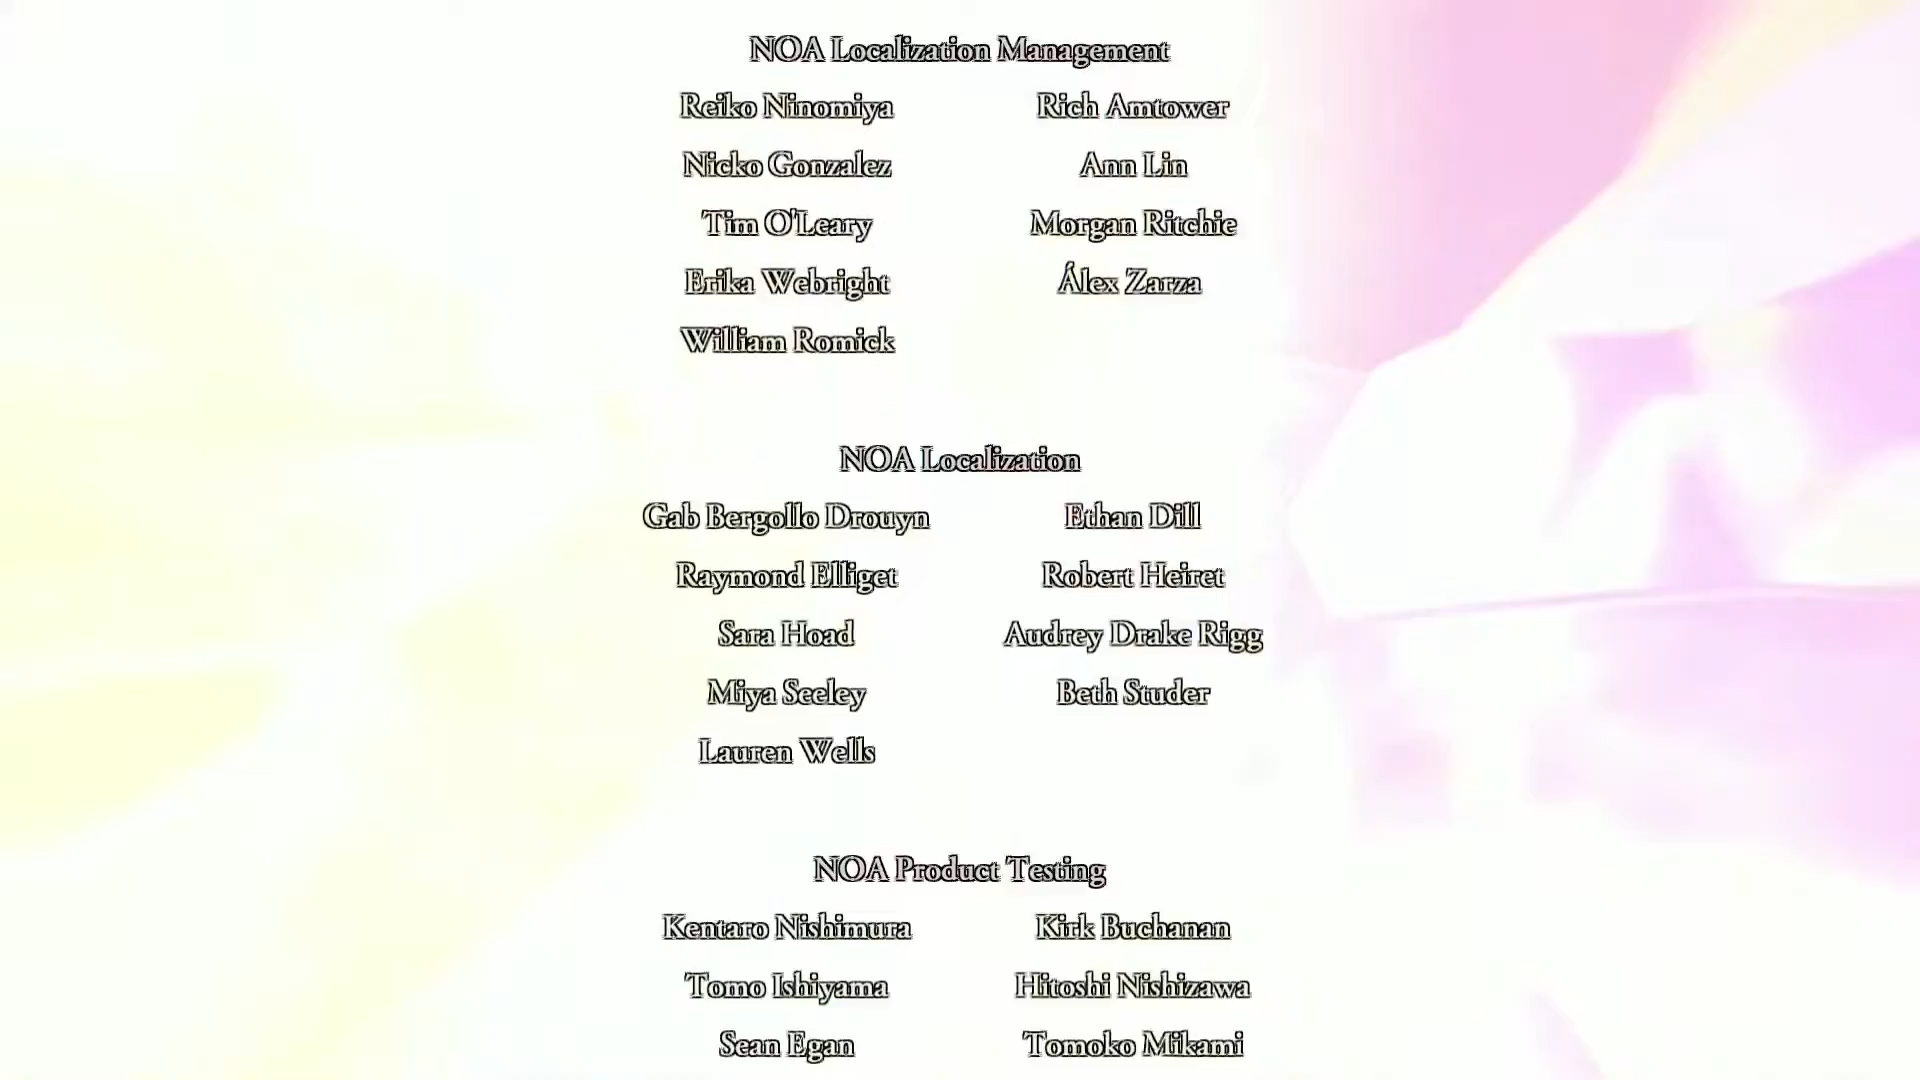 NOA Localization Management
Reiko Ninomiya Rich Amtower
Nicko Gonzalez Ann Lin
Tim O'Leary Morgan Ritchie
Erika Webright Álex Zarza
William Romick
NOA Localization
Gab Bergollo Drouyn Ethan Dill
Raymond Elliget Robert Heiret
Sara Hoad Audrey Drake Rigg
Miya Seeley Beth Studer
Lauren Wells
NOA Product Testing
Kentaro Nishimura Kirk Buchanan
Tomo Ishiyama Hitoshi Nishizawa
Sean Egan Tomoko Mikami